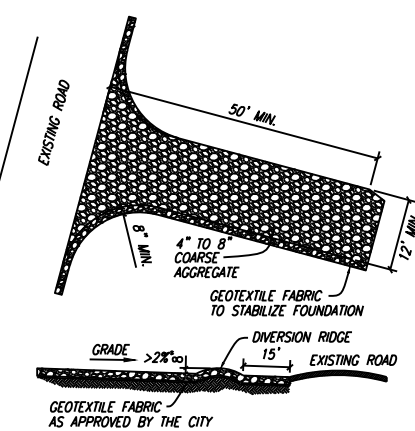 50' MIN.
EXISTING ROAD
12' MIN.
8" MIN.
4" TO 8"
COARSE
AGGREGATE
GEOTEXTILE FABRIC
TO STABILIZE FOUNDATION
DIVERSION RIDGE
GRADE
>2%
8"
15'
EXISTING ROAD
GEOTEXTILE FABRIC
AS APPROVED BY THE CITY